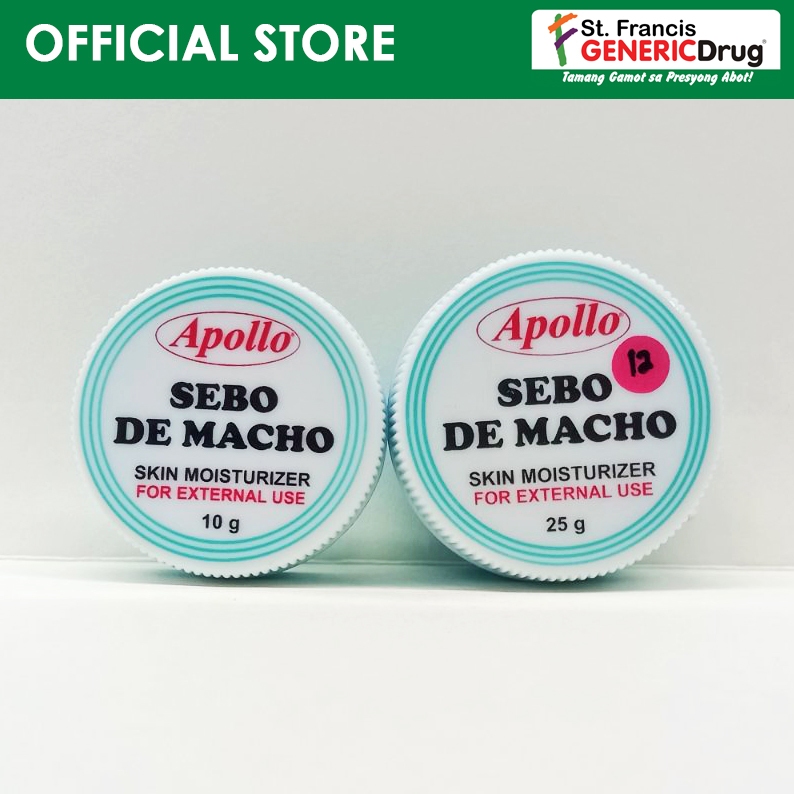 OFFICIAL STORE
St. Francis
GENERICDrug
Tamang Gamot sa Presyong Abot!
Apollo®
SEBO
DE MACHO
SKIN MOISTURIZER
FOR EXTERNAL USE
10 g
Apollo®
12
SEBO
DE MACHO
SKIN MOISTURIZER
FOR EXTERNAL USE
25 g